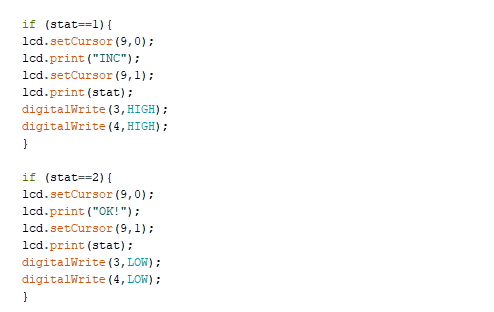 if (stat==1){
lcd.setCursor(9,0);
lcd.print("INC");
lcd.setCursor(9,1);
lcd.print(stat);
digitalWrite(3,HIGH);
digitalWrite(4,HIGH);
}
if (stat==2){
lcd.setCursor(9,0);
lcd.print("OK!");
lcd.setCursor(9,1);
lcd.print(stat);
digitalWrite(3,LOW);
digitalWrite(4,LOW);
}